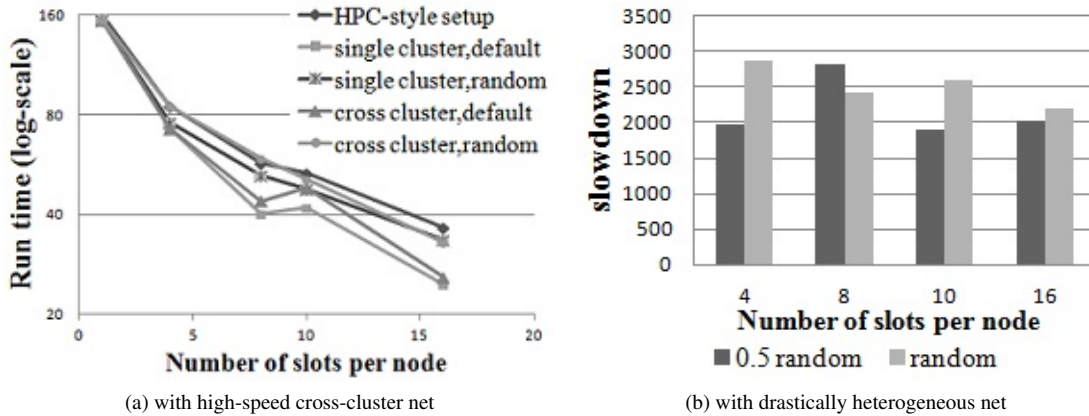 160
80
40
20
0
5
10
15
20
Run time (log-scale)
Number of slots per node
HPC-style setup
single cluster,default
single cluster,random
cross cluster,default
cross cluster,random
(a) with high-speed cross-cluster net
3500
3000
2500
2000
1500
1000
500
0
slowdown
4
8
10
16
Number of slots per node
0.5 random
random
(b) with drastically heterogeneous net